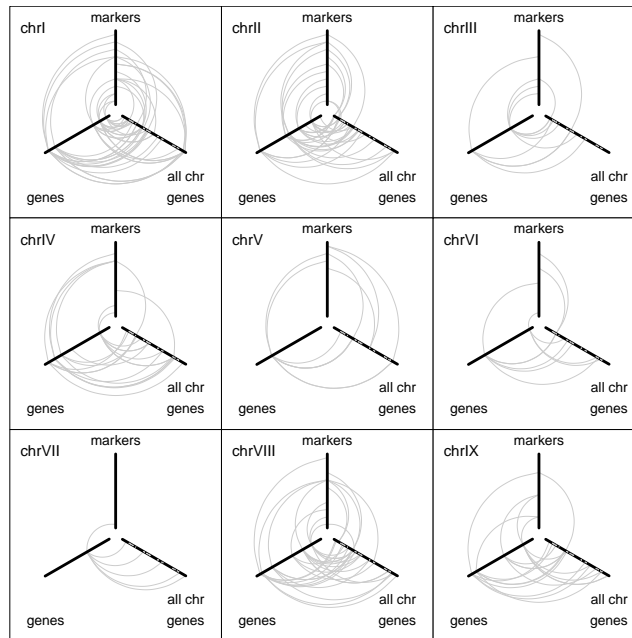 chrI
markers
genes
all chr
genes
chrII
markers
genes
all chr
genes
chrIII
markers
genes
all chr
genes
chrIV
markers
genes
all chr
genes
chrV
markers
genes
all chr
genes
chrVI
markers
genes
all chr
genes
chrVII
markers
genes
all chr
genes
chrVIII
markers
genes
all chr
genes
chrIX
markers
genes
all chr
genes